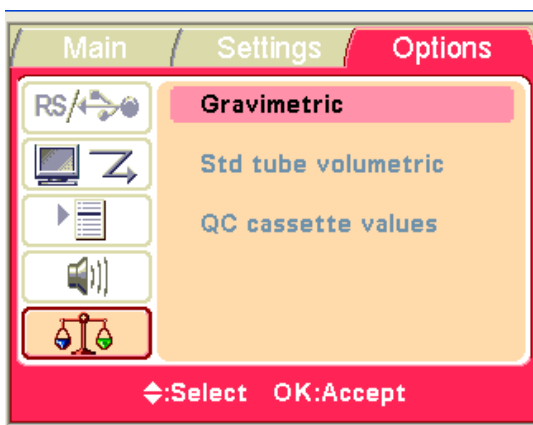 Main Settings Options
RS/
Gravimetric
Std tube volumetric
QC cassette values
:Select OK:Accept